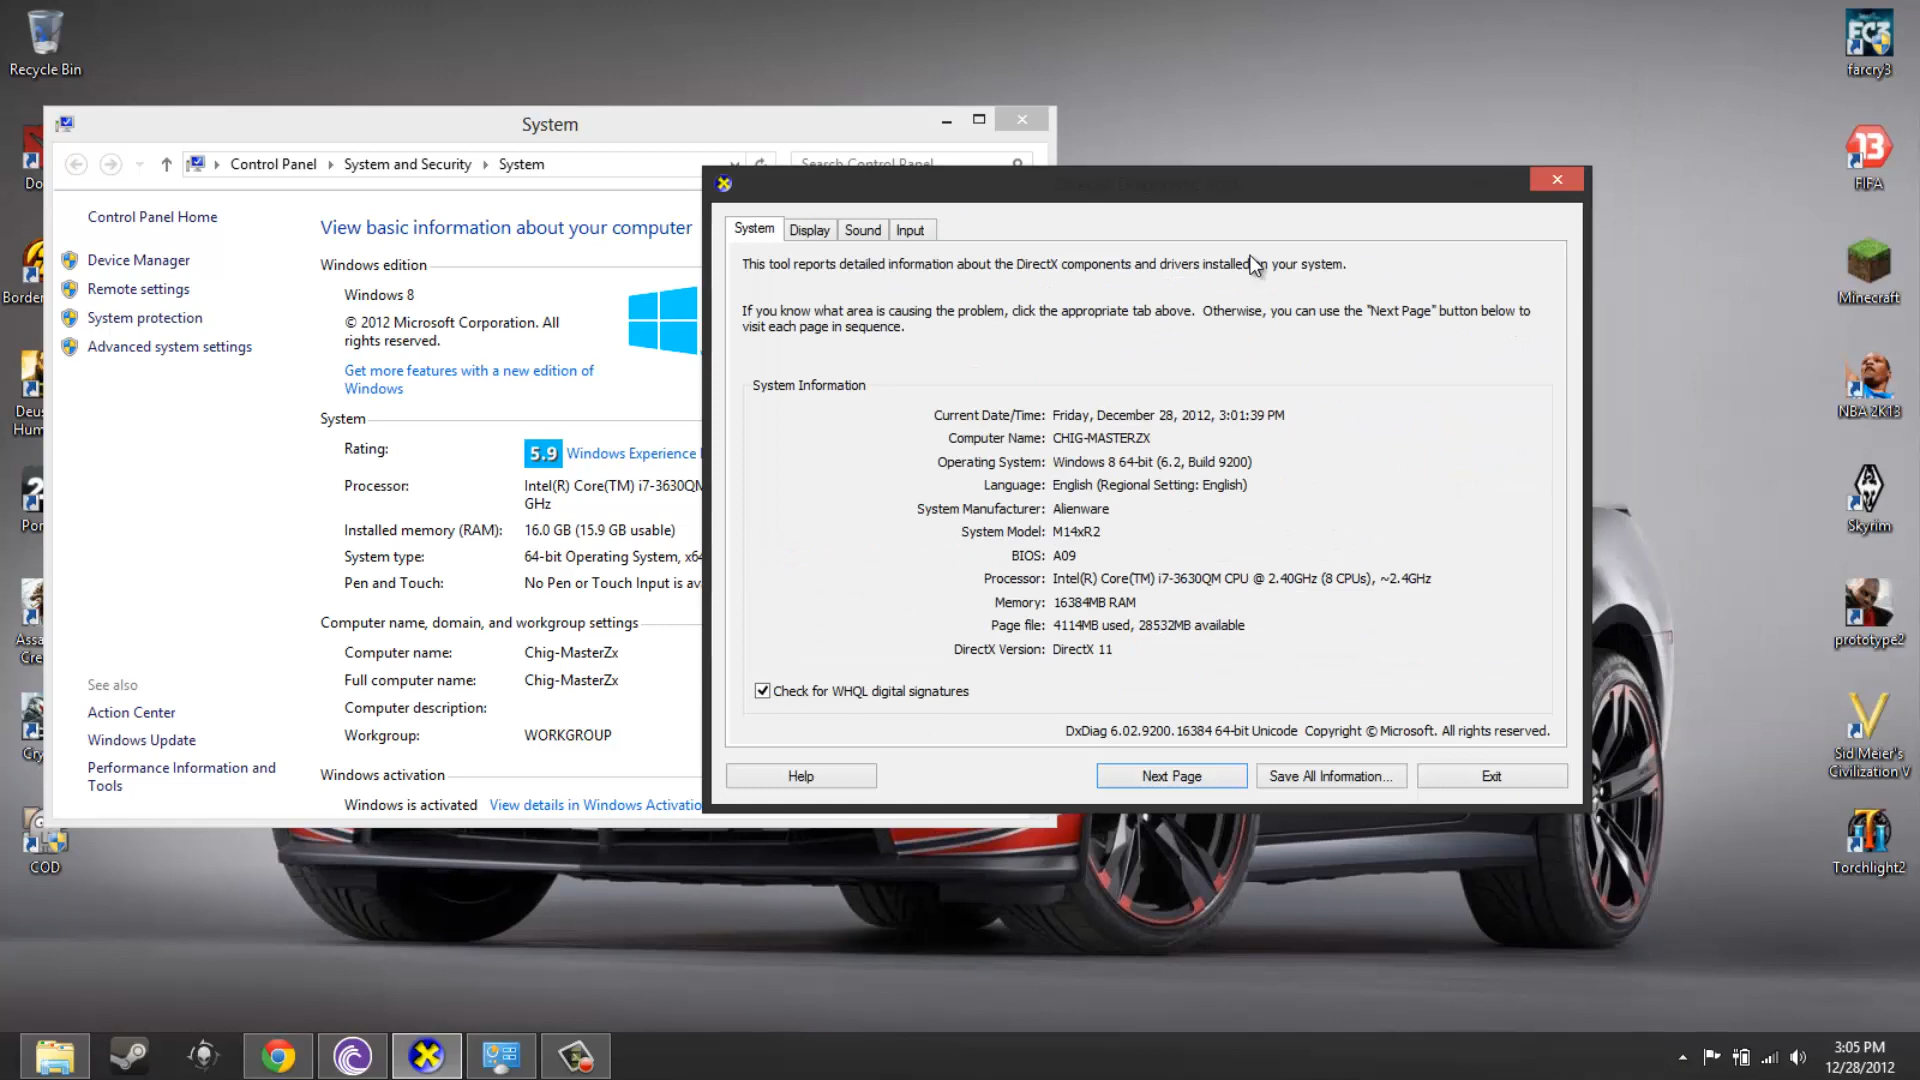 Recycle Bin
farcry3
FIFA
Minecraft
NBA 2K13
Skyrim
prototype2
Sid Meier's
Civilization V
Torchlight2
Do
Border
Deus
Hum
Por
Assa
Cre
Cry
COD
System
Control Panel
System and Security
System
Search Control Panel
Control Panel Home
Device Manager
Remote settings
System protection
Advanced system settings
See also
Action Center
Windows Update
Performance Information and
Tools
View basic information about your computer
Windows edition
Windows 8
© 2012 Microsoft Corporation. All
rights reserved.
Get more features with a new edition of
Windows
System
Rating: 5.9 Windows Experience I
Processor: Intel(R) Core(TM) i7-3630QM
GHz
Installed memory (RAM): 16.0 GB (15.9 GB usable)
System type: 64-bit Operating System, x64
Pen and Touch: No Pen or Touch Input is av
Computer name, domain, and workgroup settings
Computer name: Chig-MasterZx
Full computer name: Chig-MasterZx
Computer description:
Workgroup: WORKGROUP
Windows activation
Windows is activated View details in Windows Activatio
System Display Sound Input
This tool reports detailed information about the DirectX components and drivers installed on your system.
If you know what area is causing the problem, click the appropriate tab above. Otherwise, you can use the "Next Page" button below to
visit each page in sequence.
System Information
Current Date/Time: Friday, December 28, 2012, 3:01:39 PM
Computer Name: CHIG-MASTERZX
Operating System: Windows 8 64-bit (6.2, Build 9200)
Language: English (Regional Setting: English)
System Manufacturer: Alienware
System Model: M14xR2
BIOS: A09
Processor: Intel(R) Core(TM) i7-3630QM CPU @ 2.40GHz (8 CPUs), ~2.4GHz
Memory: 16384MB RAM
Page file: 4114MB used, 28532MB available
DirectX Version: DirectX 11
Check for WHQL digital signatures
DxDiag 6.02.9200.16384 64-bit Unicode Copyright © Microsoft. All rights reserved.
Help Next Page Save All Information... Exit
3:05 PM
12/28/2012